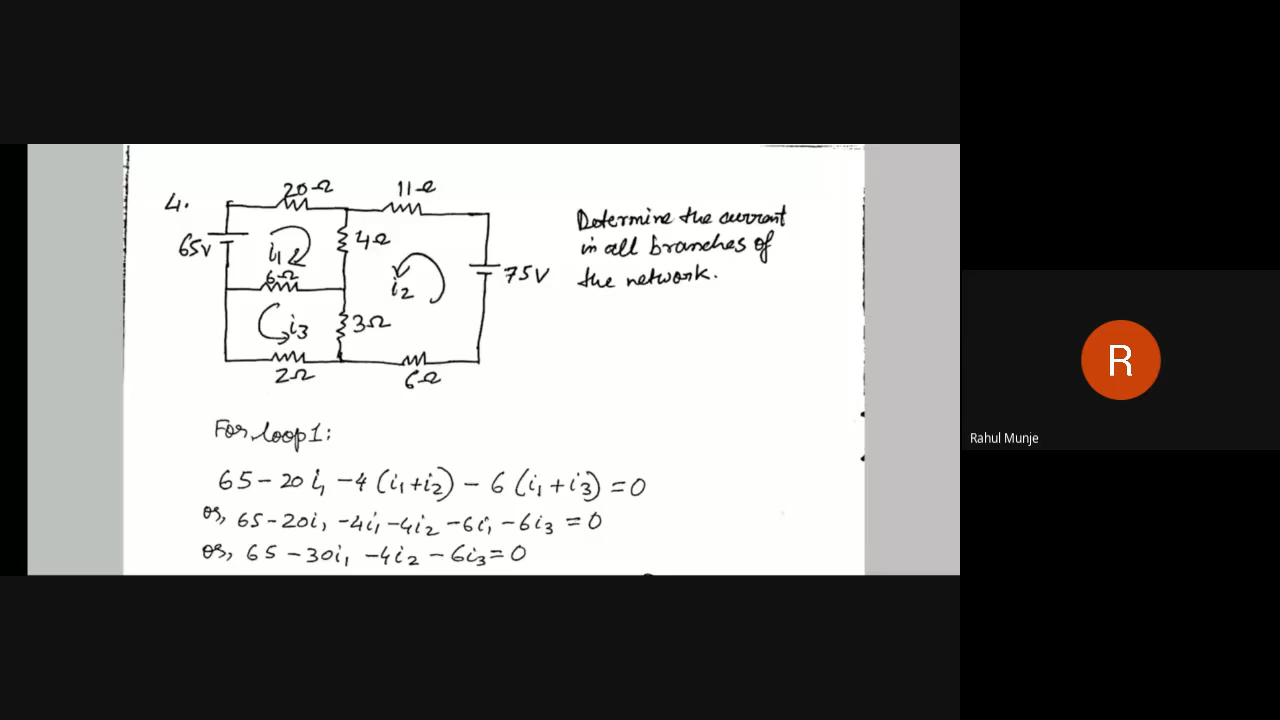 4.
20Ω
11Ω
65V
i1
4Ω
6Ω
i2
75V
i3
3Ω
2Ω
6Ω
Determine the current
in all branches of
the network.
For loop 1:
65 - 20 i1 - 4 (i1+i2) - 6 (i1+i3) = 0
or, 65 - 20i1 - 4i1 - 4i2 - 6i1 - 6i3 = 0
or, 65 - 30i1 - 4i2 - 6i3 = 0
R
Rahul Munje